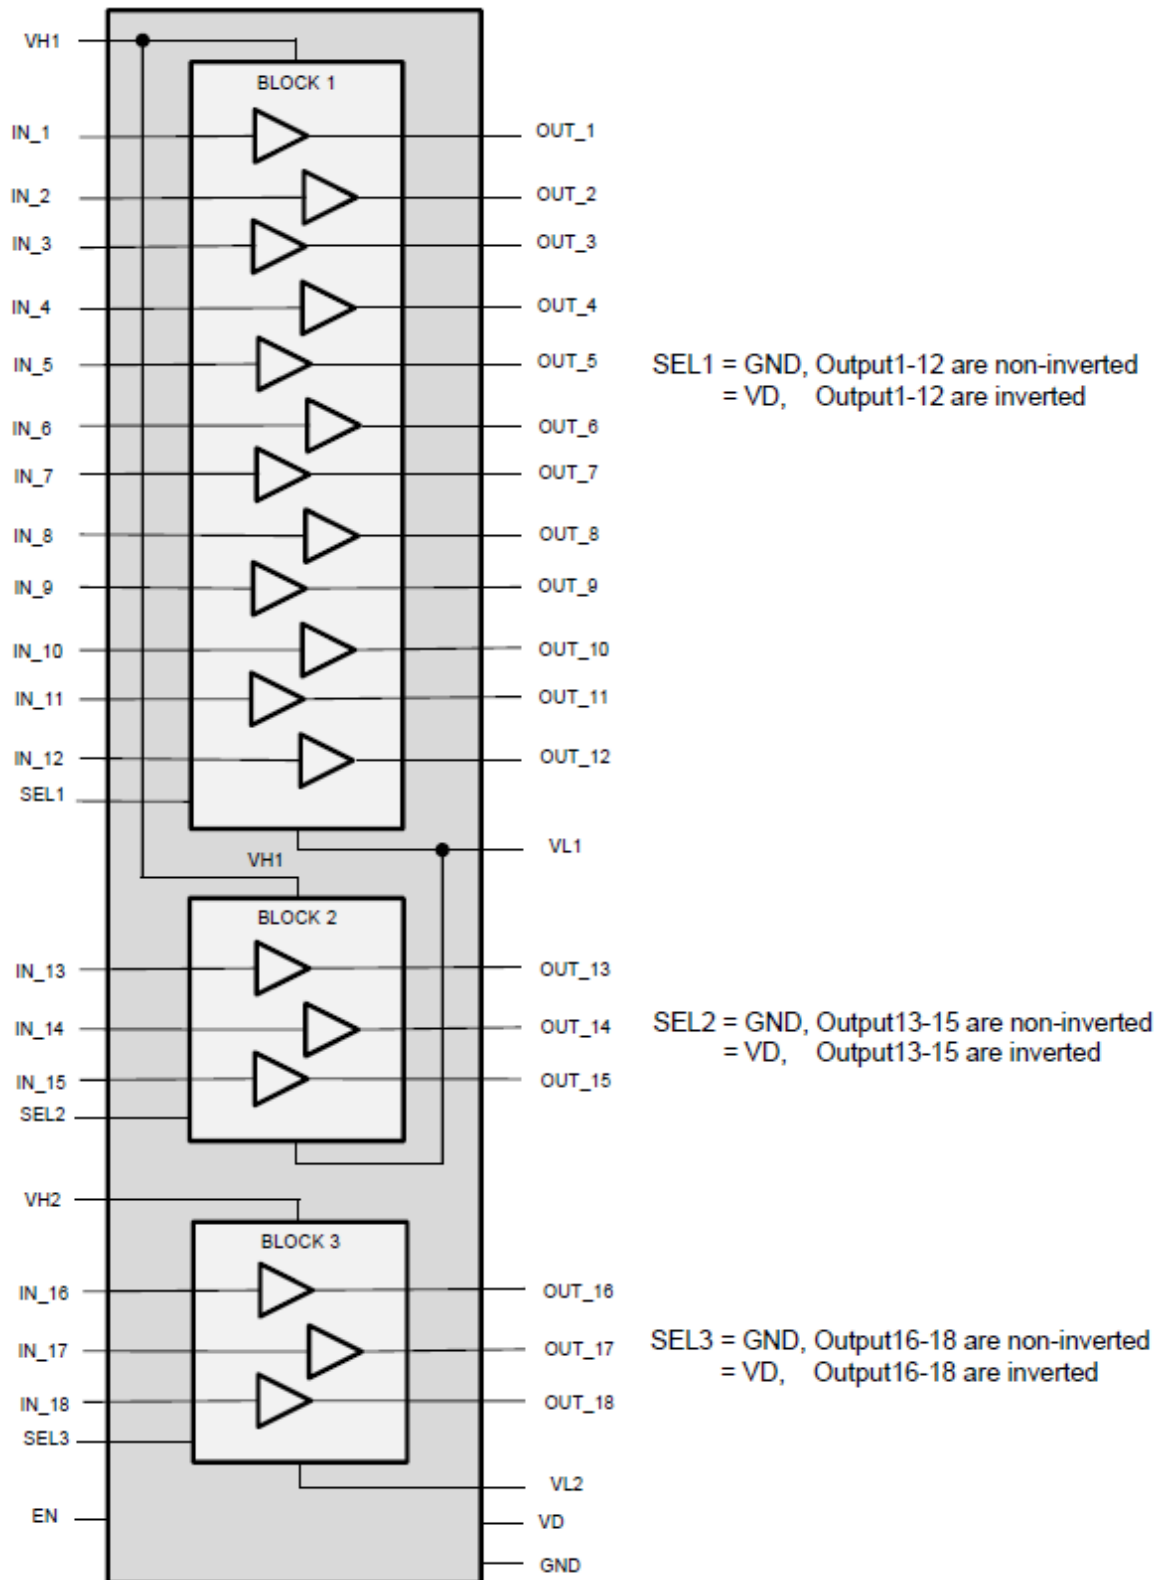 VH1
BLOCK 1
IN_1
OUT_1
IN_2
OUT_2
IN_3
OUT_3
IN_4
OUT_4
IN_5
OUT_5
SEL1 = GND, Output1-12 are non-inverted
= VD, Output1-12 are inverted
IN_6
OUT_6
IN_7
OUT_7
IN_8
OUT_8
IN_9
OUT_9
IN_10
OUT_10
IN_11
OUT_11
IN_12
OUT_12
SEL1
VL1
VH1
BLOCK 2
IN_13
OUT_13
IN_14
OUT_14
SEL2 = GND, Output13-15 are non-inverted
= VD, Output13-15 are inverted
IN_15
OUT_15
SEL2
VH2
BLOCK 3
IN_16
OUT_16
IN_17
OUT_17
SEL3 = GND, Output16-18 are non-inverted
= VD, Output16-18 are inverted
IN_18
OUT_18
SEL3
VL2
EN
VD
GND